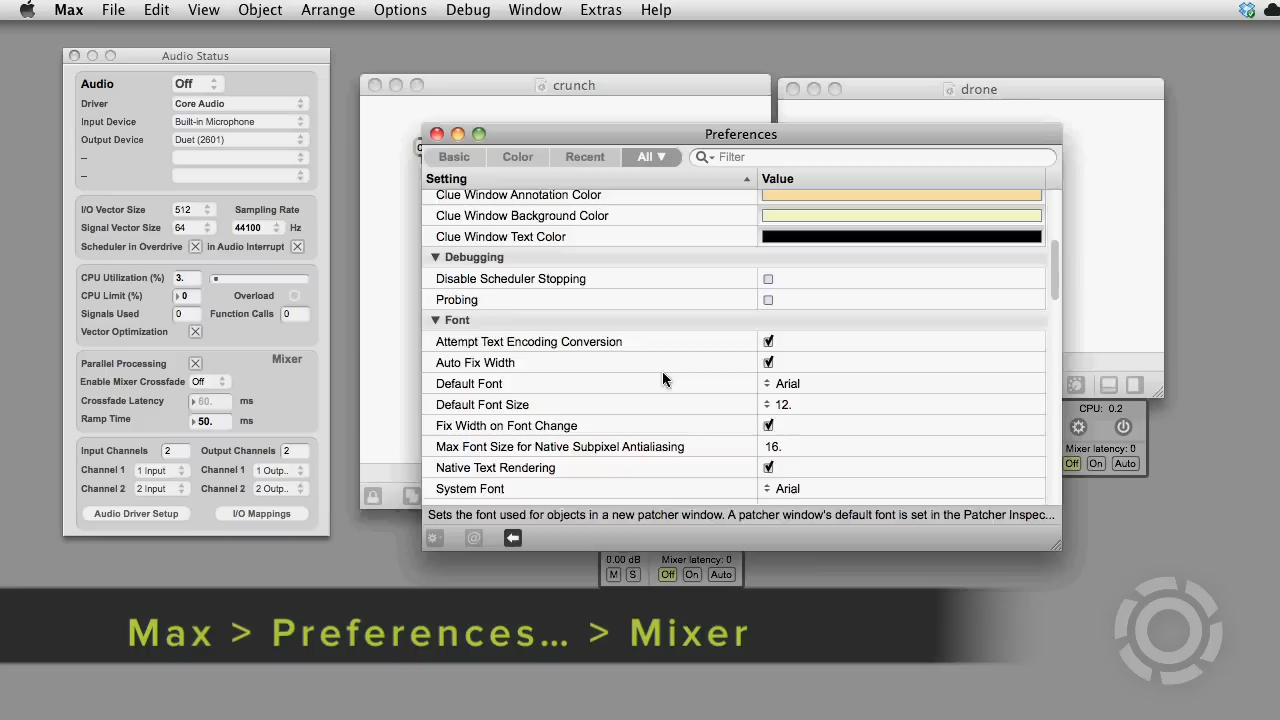 Max File Edit View Object Arrange Options Debug Window Extras Help
Audio Status
Audio Off
Driver Core Audio
Input Device Built-in Microphone
Output Device Duet (2601)
--
--
I/O Vector Size 512 Sampling Rate
Signal Vector Size 64 44100 Hz
Scheduler in Overdrive in Audio Interrupt
CPU Utilization (%) 3.
CPU Limit (%) 0 Overload
Signals Used 0 Function Calls 0
Vector Optimization
Parallel Processing Mixer
Enable Mixer Crossfade Off
Crossfade Latency 60. ms
Ramp Time 50. ms
Input Channels 2 Output Channels 2
Channel 1 1 Input Channel 1 1 Outp..
Channel 2 2 Input Channel 2 2 Outp..
Audio Driver Setup I/O Mappings
crunch
drone
Preferences
Basic Color Recent All ▼ Filter
Setting Value
Clue Window Annotation Color
Clue Window Background Color
Clue Window Text Color
▼ Debugging
Disable Scheduler Stopping
Probing
▼ Font
Attempt Text Encoding Conversion
Auto Fix Width
Default Font Arial
Default Font Size 12.
Fix Width on Font Change
Max Font Size for Native Subpixel Antialiasing 16.
Native Text Rendering
System Font Arial
Sets the font used for objects in a new patcher window. A patcher window's default font is set in the Patcher Inspec...
CPU: 0.2
Mixer latency: 0
Off On Auto
0.00 dB Mixer latency: 0
M S Off On Auto
Max > Preferences... > Mixer